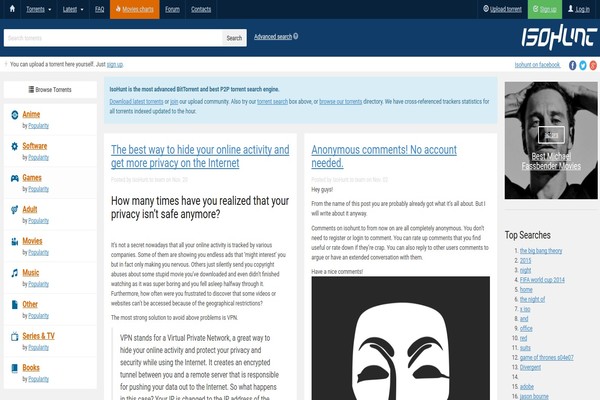 Torrents
Latest
FAQ
Movies charts
Forum
Contacts
Upload torrent
Sign up
Log in
Search torrents
Search
Advanced search
ISOHUNT
You can upload a torrent here yourself. Just sign up.
Isohunt on facebook
Browse Torrents
Anime
by Popularity
Software
by Popularity
Games
by Popularity
Adult
by Popularity
Movies
by Popularity
Music
by Popularity
Other
by Popularity
Series & TV
by Popularity
Books
by Popularity
IsoHunt is the most advanced BitTorrent and best P2P torrent search engine.
Download latest torrents or join our upload community. Also try our torrent search box above, or browse our torrents directory. We have cross-referenced trackers statistics for
all torrents indexed updated to the hour.
The best way to hide your online activity and
get more privacy on the Internet
How many times have you realized that your
privacy isn't safe anymore?
It's not a secret nowadays that all your online activity is tracked by various
companies. Some of them are showing you endless ads that 'might interest' you
but in fact only making you nervous. Others just silently send you copyright
abuses about some stupid movie you've downloaded and even didn't finished
watching as it was super boring and you fell asleep halfway through it.
Furthermore, how often were you frustrated to discover that some videos or
websites can't be accessed because of the geographical restrictions?
The most strong solution to avoid above problems is VPN.
VPN stands for a Virtual Private Network, a great way to
hide your online activity and protect your privacy and
security while using the Internet. It creates an encrypted
tunnel between you and a remote server that is responsible
for pushing your data out to the Internet. So what happens
in this case? Your IP is changed to the IP address of the
Anonymous comments! No account
needed.
Hey guys!
From the name of this post you are probably already got what it's all about. But I
will write about it anyway.
Comments on isohunt.to from now on are all completely anonymous. You don't
need to register or login to comment. You can rate up comments that you find
useful or rate down if they're crap. You can also reply to other users comments to
argue or have an extended conversation with them.
Have a nice comments!
Best Michael
Fassbender Movies
Top Searches
1. the big bang theory
2. 2015
3. night
4. FIFA world cup 2014
5. home
6. the night of
7. x iso
8. and
9. office
10. red
11. suits
12. game of thrones s04e07
13. Divergent
14.
15.
16. adobe
17. jason bourne